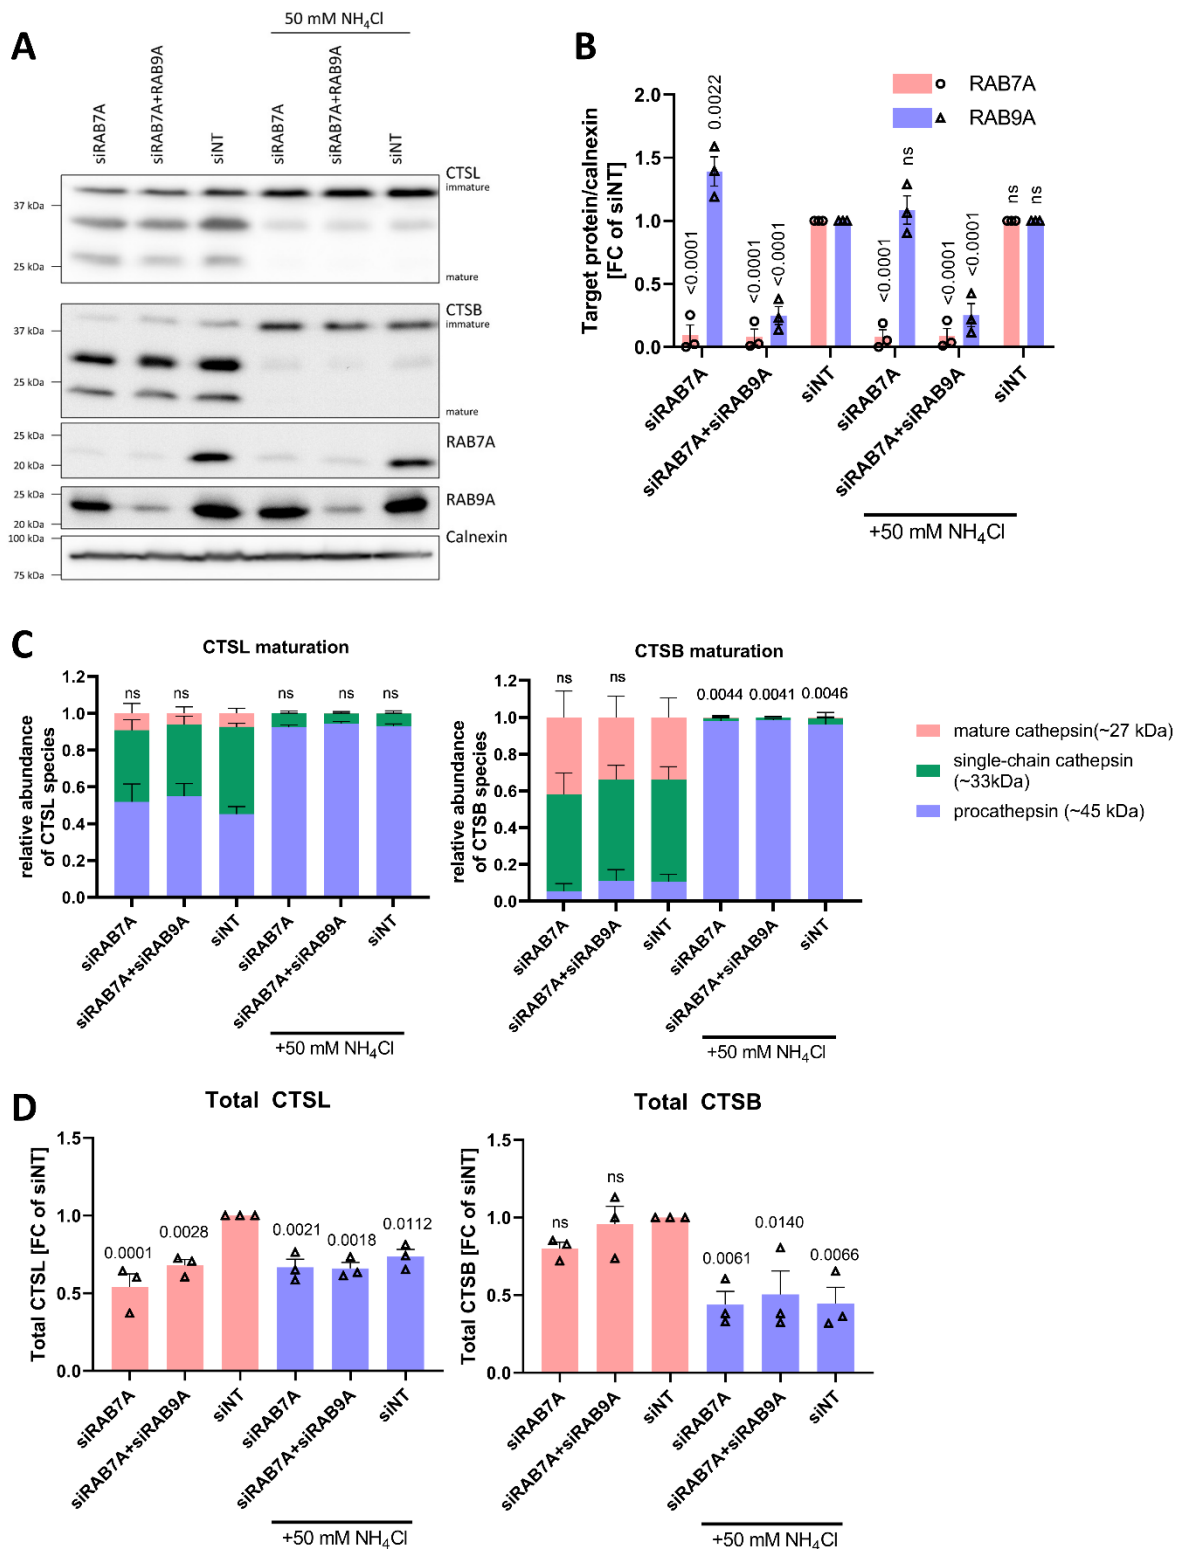 A
50 mM NH₄Cl
siRAB7A
siRAB7A+RAB9A
siNT
siRAB7A
siRAB7A+RAB9A
siNT
CTSL
immature
37 kDa
25 kDa
mature
CTSB
immature
37 kDa
25 kDa
mature
25 kDa
RAB7A
20 kDa
25 kDa
RAB9A
20 kDa
100 kDa
Calnexin
75 kDa
B
RAB7A
RAB9A
Target protein/calnexin
[FC of siNT]
2.0
1.5
1.0
0.5
0.0
<0.0001
0.0022
<0.0001
<0.0001
<0.0001
ns
<0.0001
<0.0001
ns
ns
siRAB7A
siRAB7A+siRAB9A
siNT
siRAB7A
siRAB7A+siRAB9A
siNT
+50 mM NH₄Cl
C
CTSL maturation
relative abundance
of CTSL species
1.2
1.0
0.8
0.6
0.4
0.2
0.0
ns
ns
ns
ns
ns
siRAB7A
siRAB7A+siRAB9A
siNT
siRAB7A
siRAB7A+siRAB9A
siNT
+50 mM NH₄Cl
CTSB maturation
relative abundance
of CTSB species
1.2
1.0
0.8
0.6
0.4
0.2
0.0
ns
ns
0.0044
0.0041
0.0046
siRAB7A
siRAB7A+siRAB9A
siNT
siRAB7A
siRAB7A+siRAB9A
siNT
+50 mM NH₄Cl
mature cathepsin(~27 kDa)
single-chain cathepsin
(~33kDa)
procathepsin (~45 kDa)
D
Total CTSL
Total CTSL [FC of siNT]
1.5
1.0
0.5
0.0
0.0001
0.0028
0.0021
0.0018
0.0112
siRAB7A
siRAB7A+siRAB9A
siNT
siRAB7A
siRAB7A+siRAB9A
siNT
+50 mM NH₄Cl
Total CTSB
Total CTSB [FC of siNT]
1.5
1.0
0.5
0.0
ns
ns
0.0061
0.0140
0.0066
siRAB7A
siRAB7A+siRAB9A
siNT
siRAB7A
siRAB7A+siRAB9A
siNT
+50 mM NH₄Cl